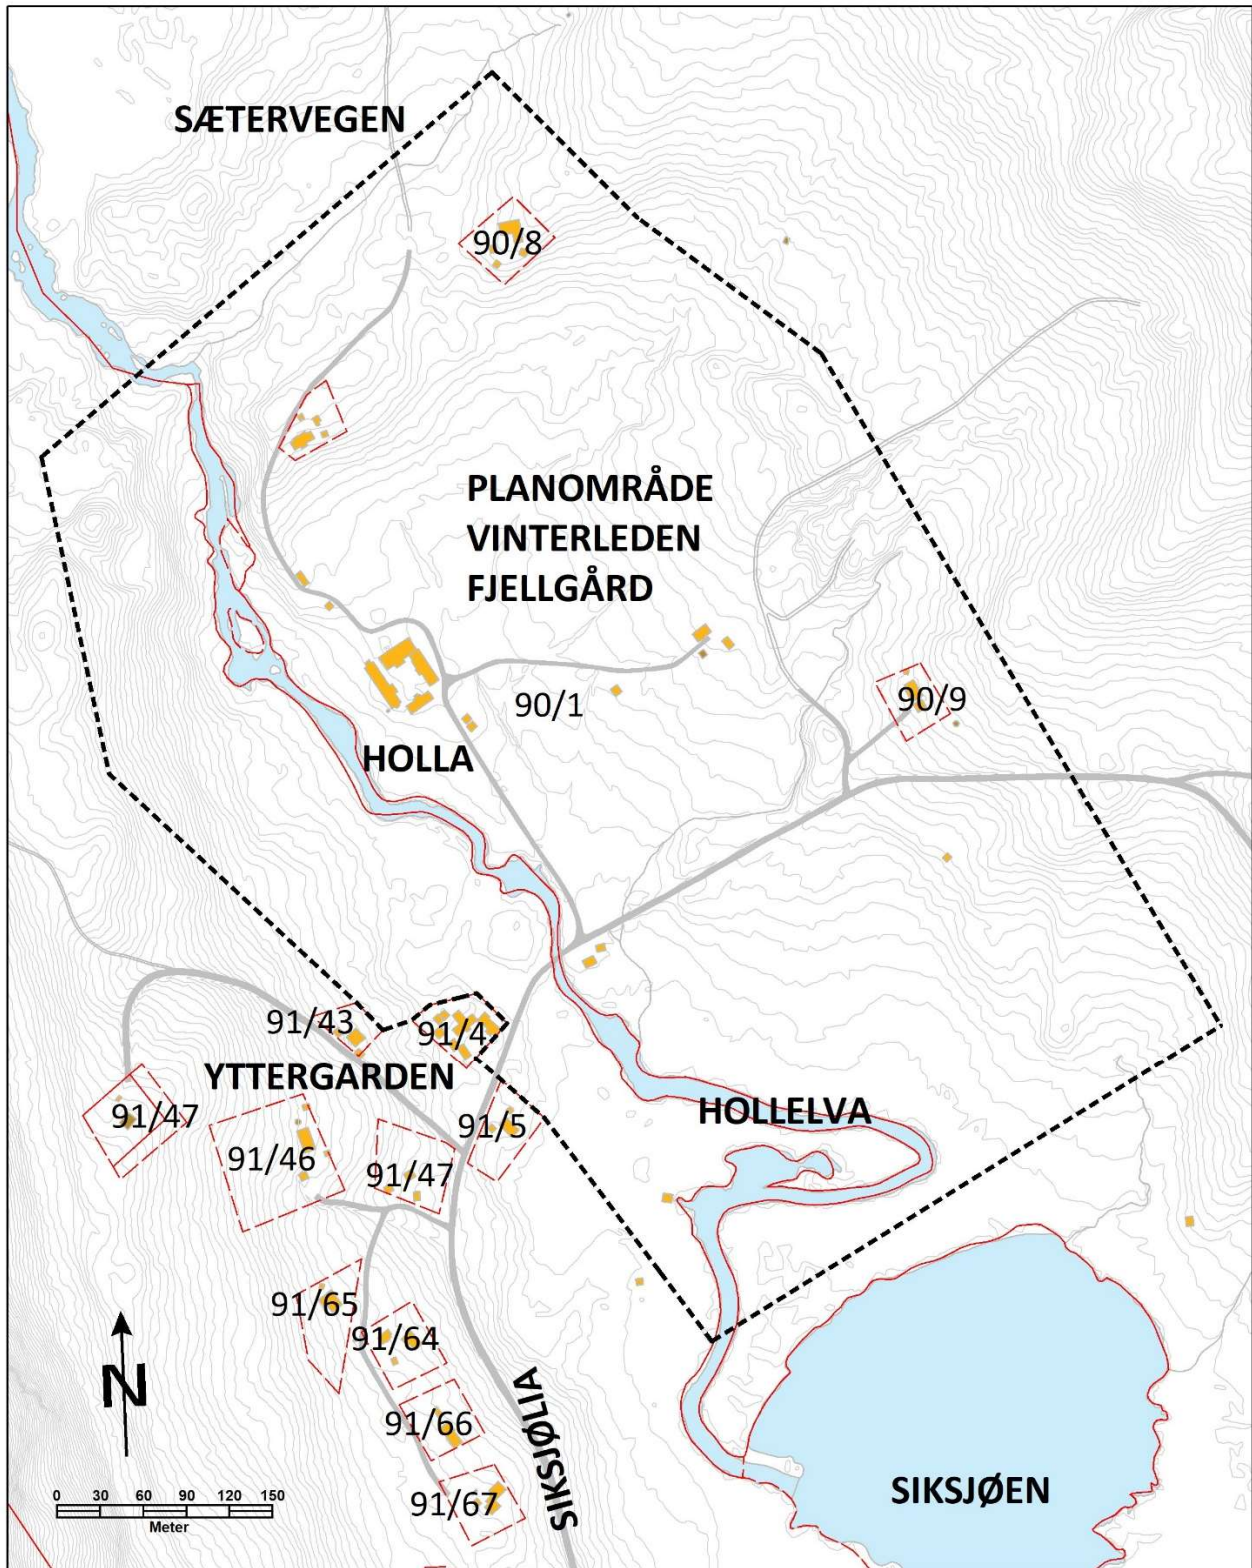 SÆTERVEGEN
90/8
PLANOMRÅDE
VINTERLEDEN
FJELLGÅRD
90/1
90/9
HOLLA
91/43
91/4
YTTERGARDEN
91/47
91/5
HOLLELVA
91/46
91/47
91/65
91/64
91/66
91/67
SIKSJØLIA
SIKSJØEN
N
0 30 60 90 120 150
Meter